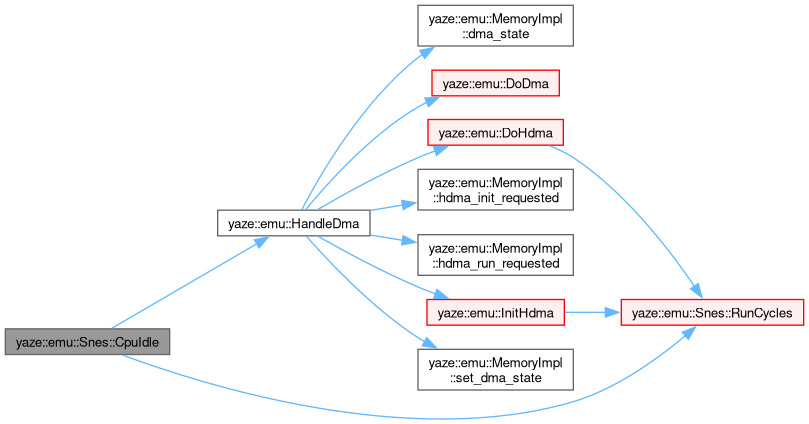 yaze::emu::MemoryImpl
::dma_state
yaze::emu::DoDma
yaze::emu::DoHdma
yaze::emu::MemoryImpl
::hdma_init_requested
yaze::emu::HandleDma
yaze::emu::MemoryImpl
::hdma_run_requested
yaze::emu::InitHdma
yaze::emu::Snes::RunCycles
yaze::emu::Snes::CpuIdle
yaze::emu::MemoryImpl
::set_dma_state